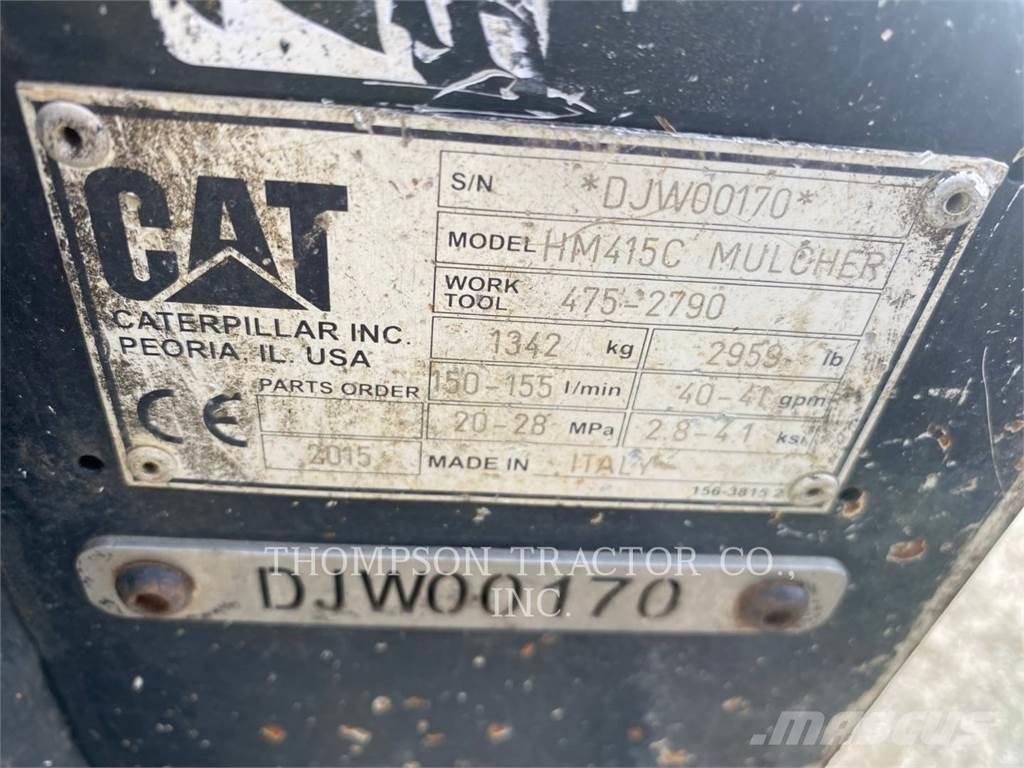 CAT
CATERPILLAR INC.
PEORIA, IL. USA
CE
PARTS ORDER
2015
S/N *DJW00170*
MODEL HM415C MULCHER
WORK TOOL 475-2790
1342 kg 2959 lb
150-155 l/min 40-41 gpm
20-28 MPa 2.8-4.1 ksi
MADE IN ITALY
156-3815 2
DJW00170
THOMPSON TRACTOR CO.,
INC.
MASCUS